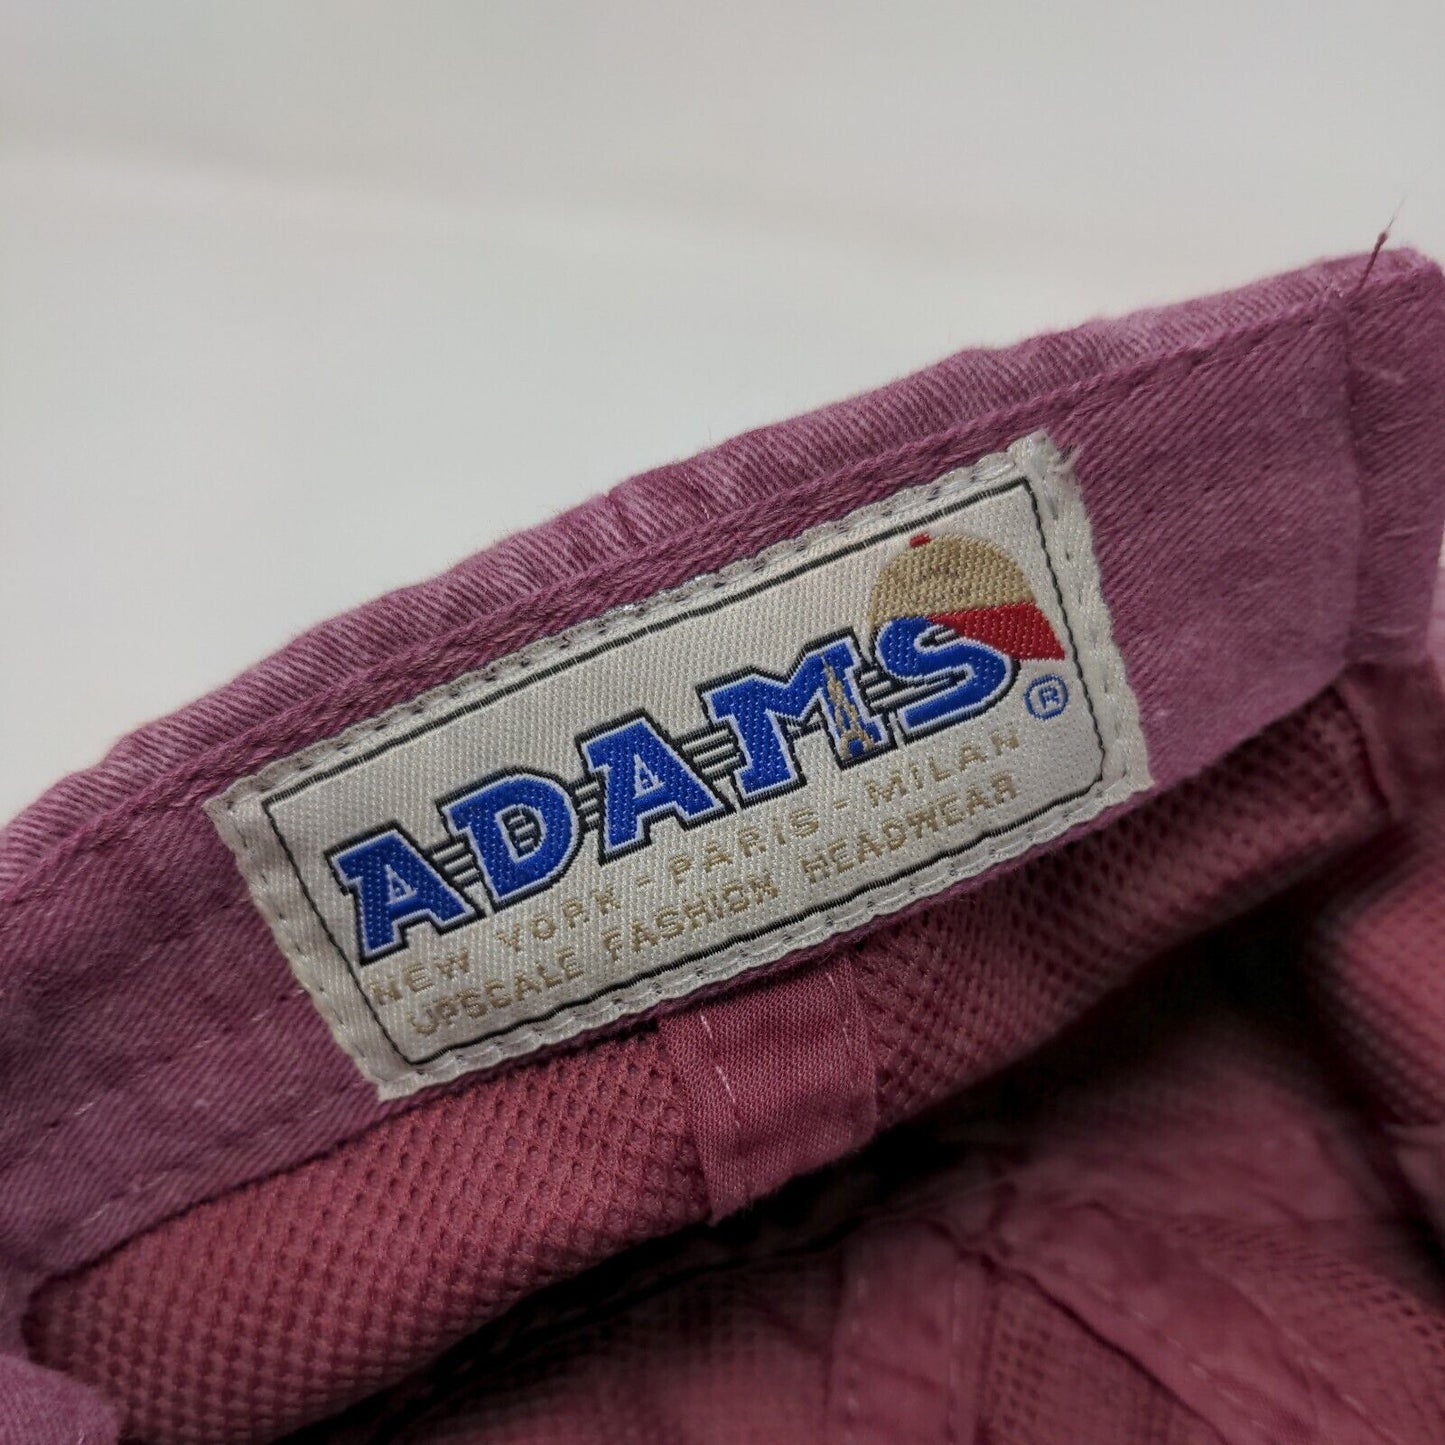 ADAMS ®
NEW YORK - PARIS - MILAN
UPSCALE FASHION HEADWEAR